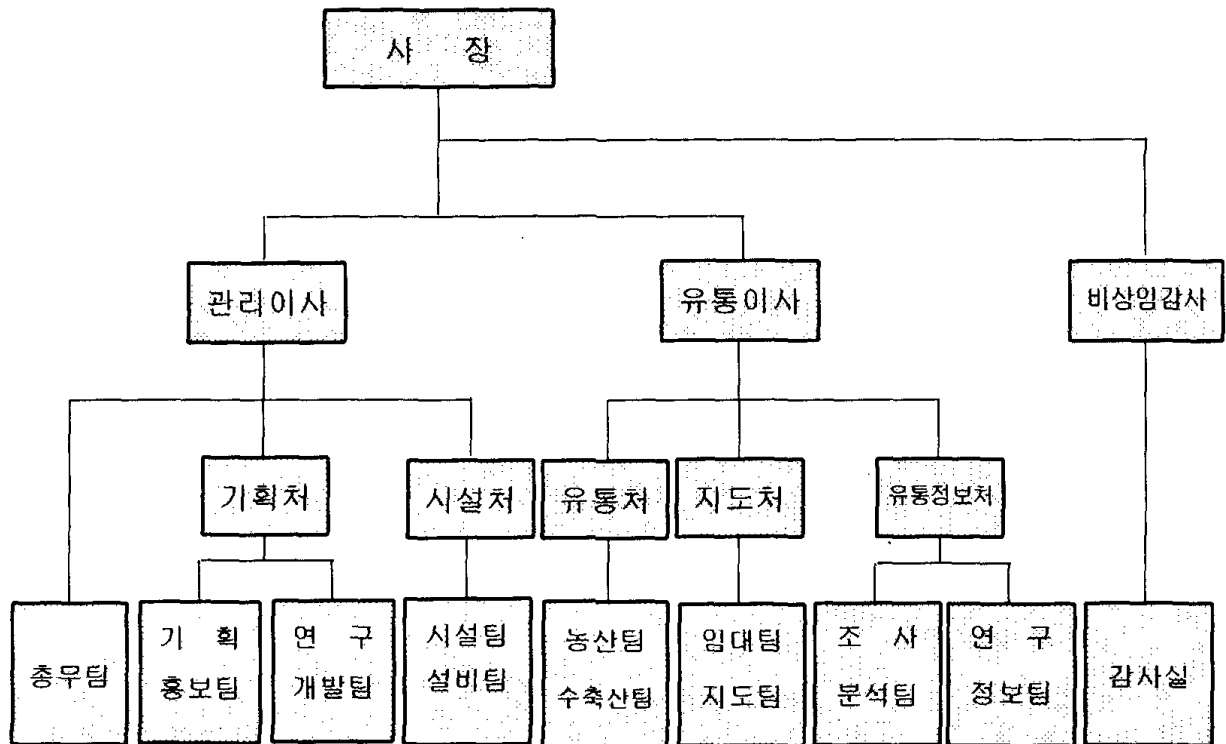 사 장
관리이사
유통이사
비상임감사
기획처
시설처
유통처
지도처
유통정보처
총무팀
기 획
홍보팀
연 구
개발팀
시설팀
설비팀
농산팀
수축산팀
임대팀
지도팀
조 사
분석팀
연 구
정보팀
감사실